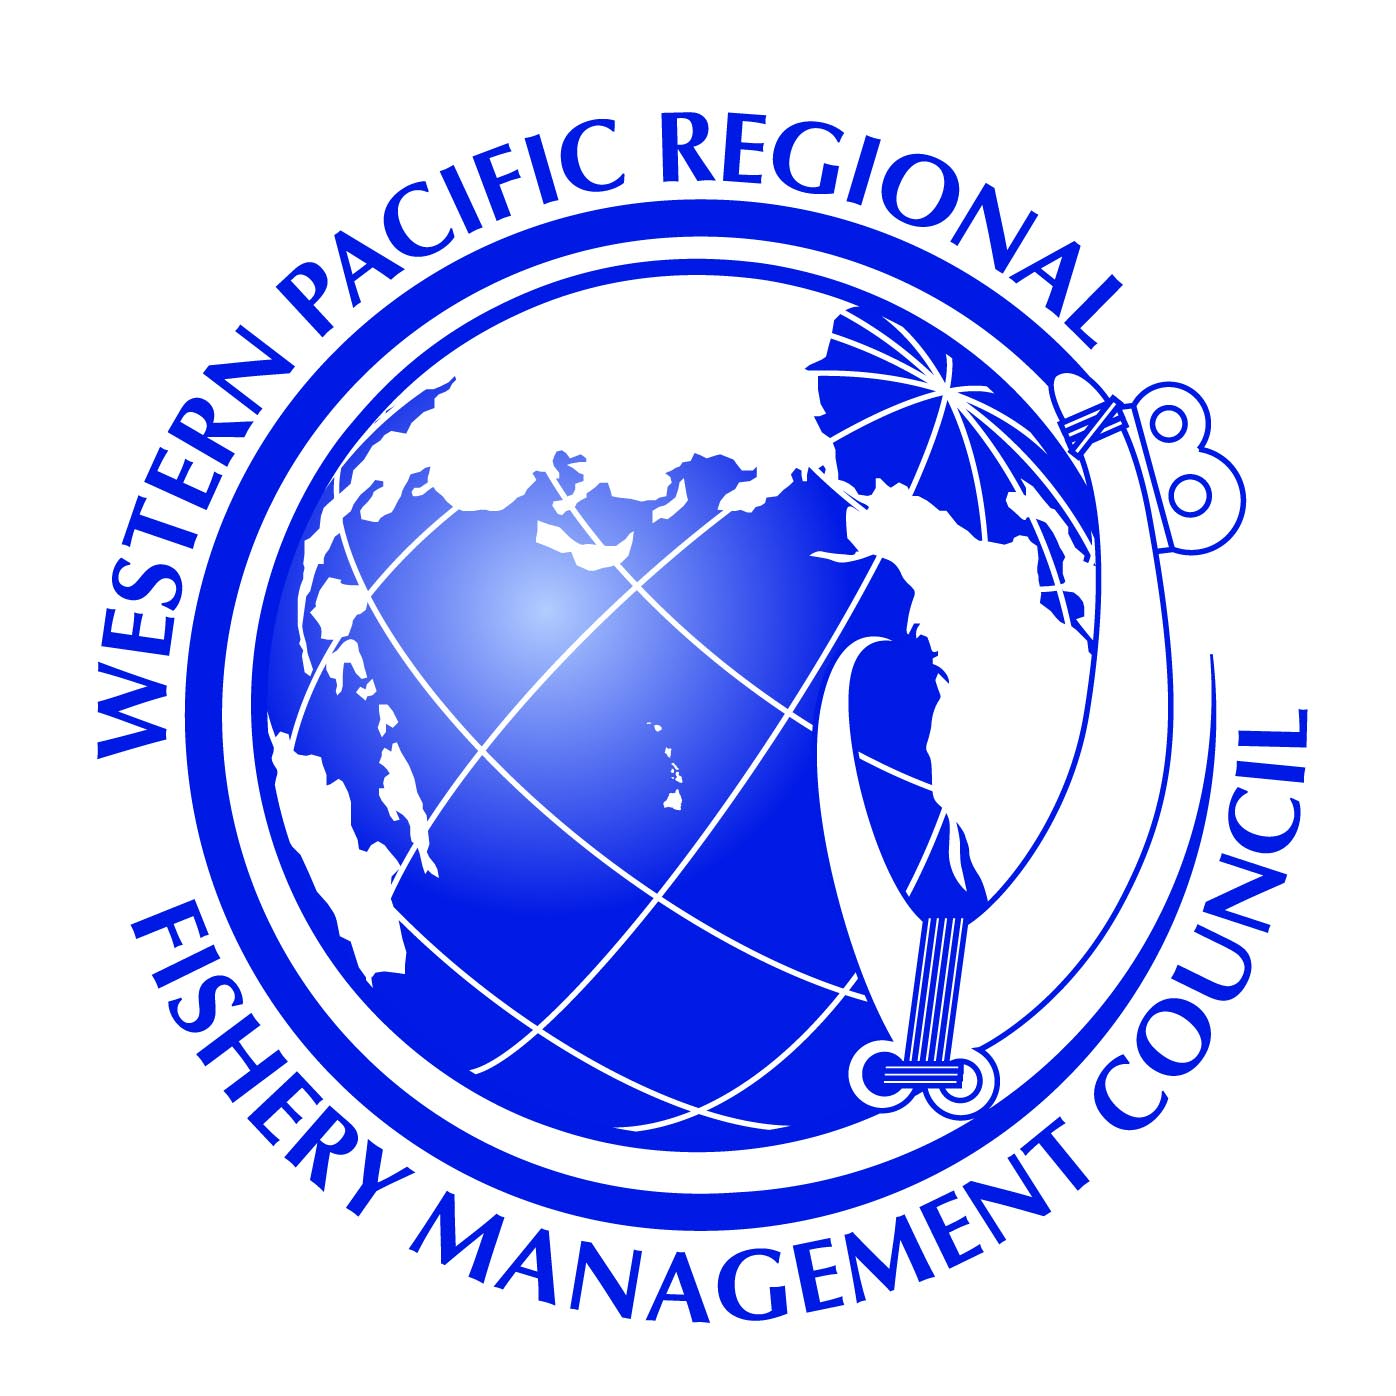 WESTERN PACIFIC REGIONAL
FISHERY MANAGEMENT COUNCIL